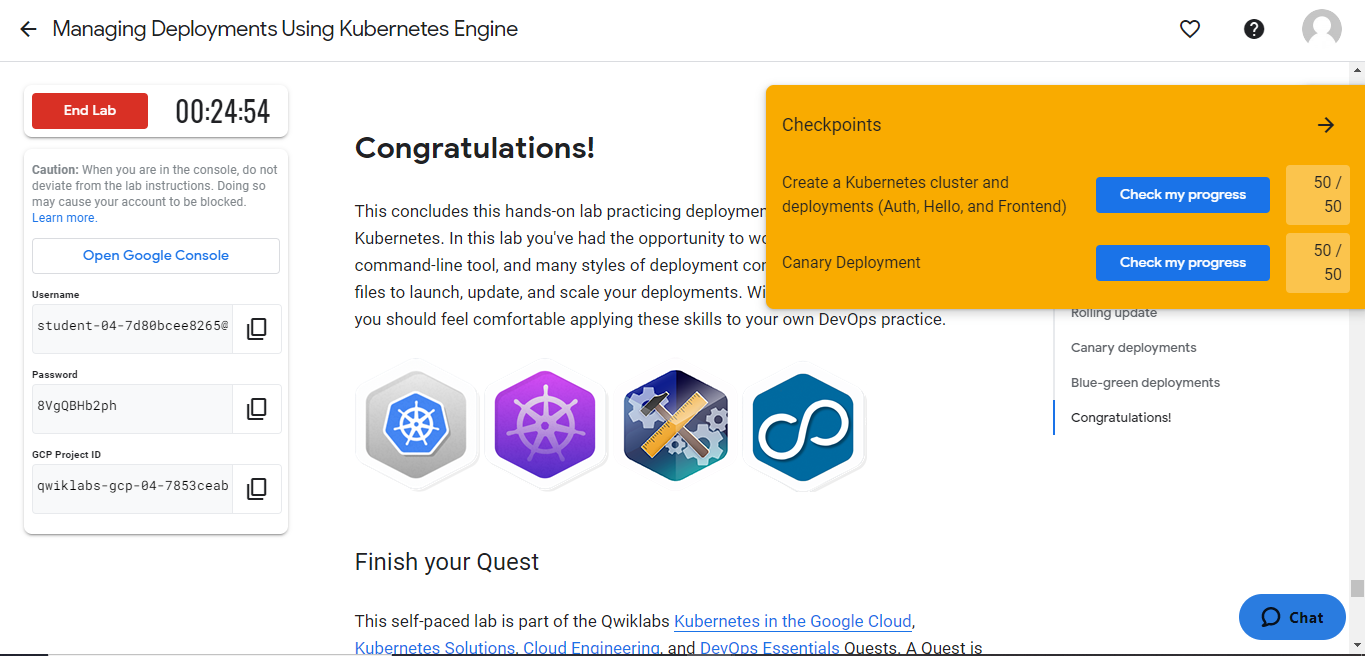 Managing Deployments Using Kubernetes Engine
End Lab
00:24:54
Caution: When you are in the console, do not
deviate from the lab instructions. Doing so
may cause your account to be blocked.
Learn more.
Open Google Console
Username
student-04-7d80bcee8265@
Password
8VgQBHb2ph
GCP Project ID
qwiklabs-gcp-04-7853ceab
Congratulations!
This concludes this hands-on lab practicing deploymen
Kubernetes. In this lab you've had the opportunity to wo
command-line tool, and many styles of deployment con
files to launch, update, and scale your deployments. Wi
you should feel comfortable applying these skills to your own DevOps practice.
Finish your Quest
This self-paced lab is part of the Qwiklabs Kubernetes in the Google Cloud,
Kubernetes Solutions, Cloud Engineering, and DevOps Essentials Quests. A Quest is
Checkpoints
Create a Kubernetes cluster and
deployments (Auth, Hello, and Frontend)
Check my progress
50 /
50
Canary Deployment
Check my progress
50 /
50
Rolling update
Canary deployments
Blue-green deployments
Congratulations!
Chat